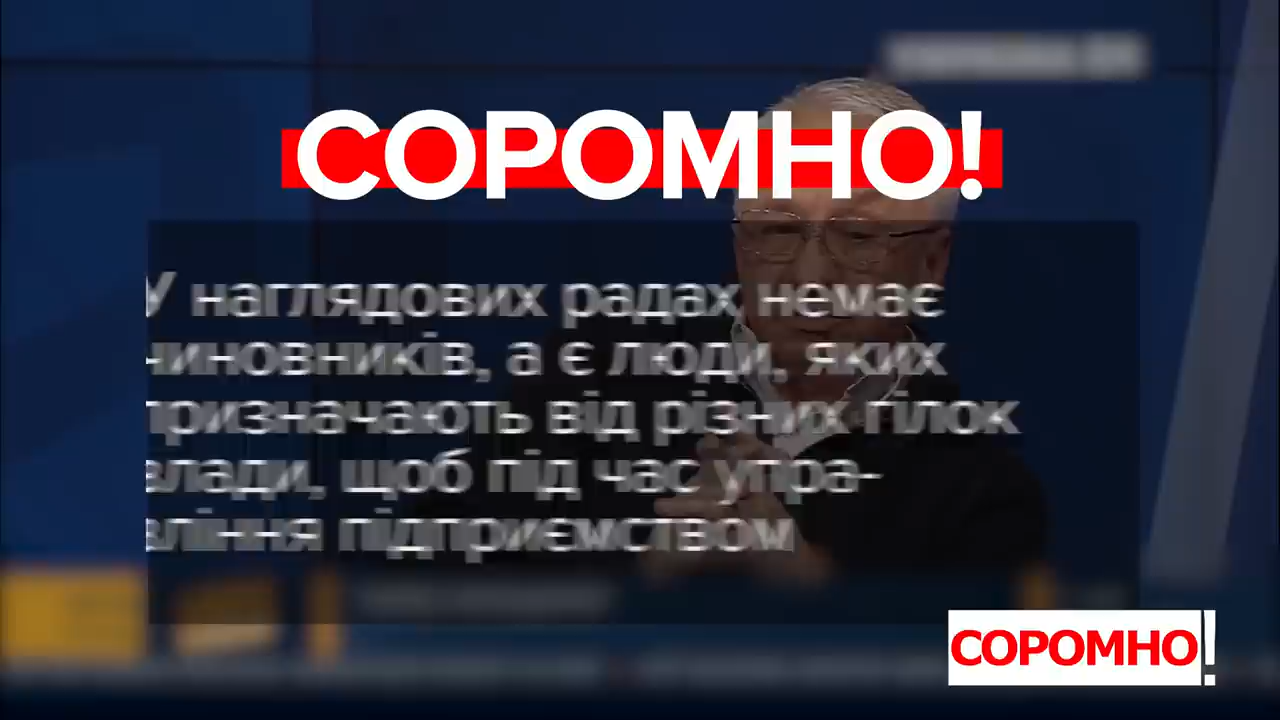 СОРОМНО!
У наглядових радах немає
чиновників, а є люди, яких
призначають від різних гілок
влади, щоб під час упра-
вління підприємством
СОРОМНО!